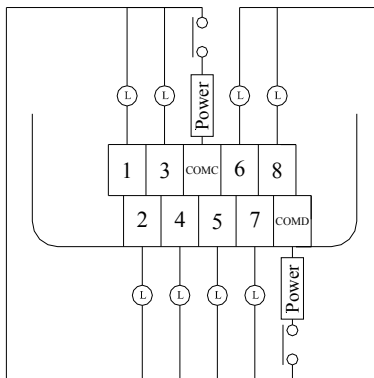 L L Power L L
1 3 COMC 6 8
2 4 5 7 COMD
L L L L Power